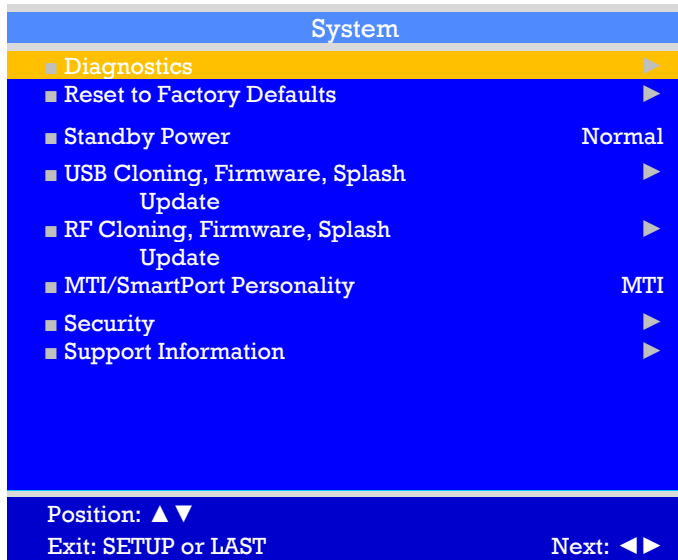 System
■ Diagnostics ►
■ Reset to Factory Defaults ►
■ Standby Power Normal
■ USB Cloning, Firmware, Splash ►
Update
■ RF Cloning, Firmware, Splash ►
Update
■ MTI/SmartPort Personality MTI
■ Security ►
■ Support Information ►
Position: ▲▼
Exit: SETUP or LAST Next: ◄►